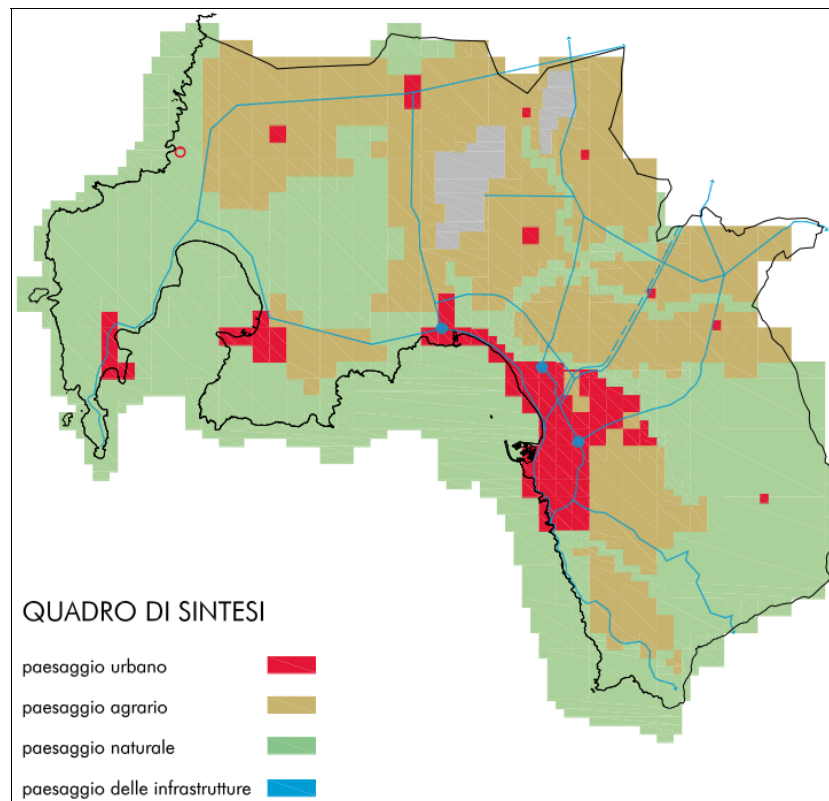 QUADRO DI SINTESI
paesaggio urbano
paesaggio agrario
paesaggio naturale
paesaggio delle infrastrutture